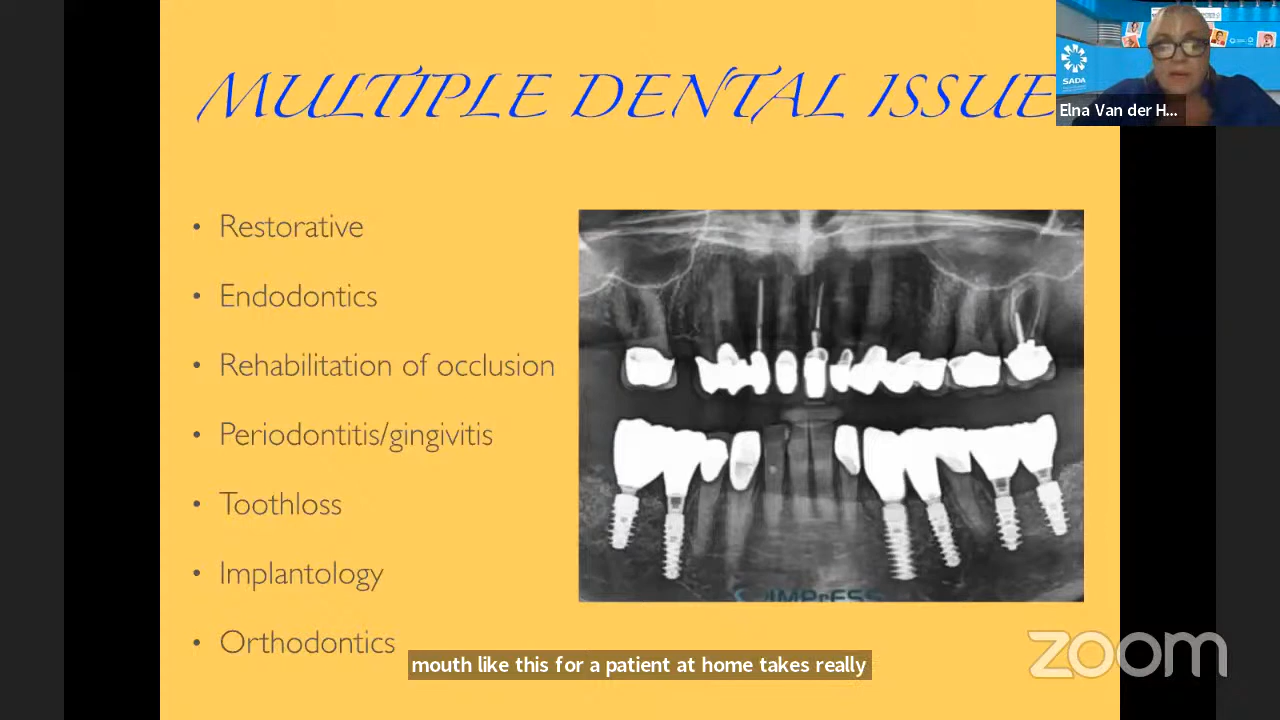 MULTIPLE DENTAL ISSUE
SADA
Elna Van der H...
• Restorative
• Endodontics
• Rehabilitation of occlusion
• Periodontitis/gingivitis
• Toothloss
• Implantology
• Orthodontics
mouth like this for a patient at home takes really
zoom